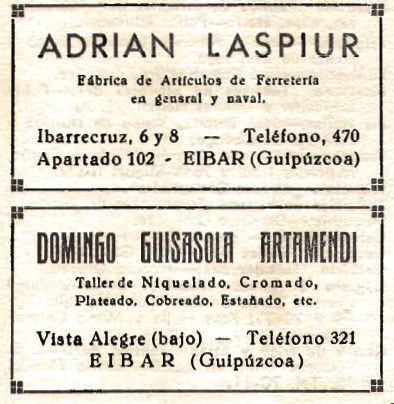 ADRIAN LASPIUR
Fábrica de Artículos de Ferretería
en gensral y naval.
Ibarrecruz, 6 y 8 — Teléfono, 470
Apartado 102 - EIBAR (Guipúzcoa)
DOMINGO GUISASOLA ARTAMENDI
Taller de Niquelado, Cromado,
Plateado, Cobreado, Estañado, etc.
Vista Alegre (bajo) — Teléfono 321
EIBAR (Guipúzcoa)